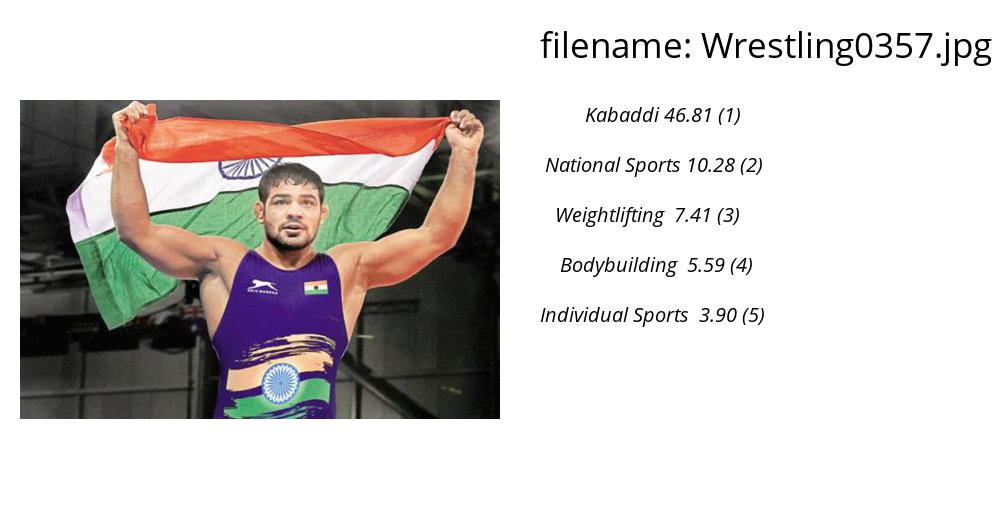 filename: Wrestling0357.jpg
Kabaddi 46.81 (1)
National Sports 10.28 (2)
Weightlifting 7.41 (3)
Bodybuilding 5.59 (4)
Individual Sports 3.90 (5)